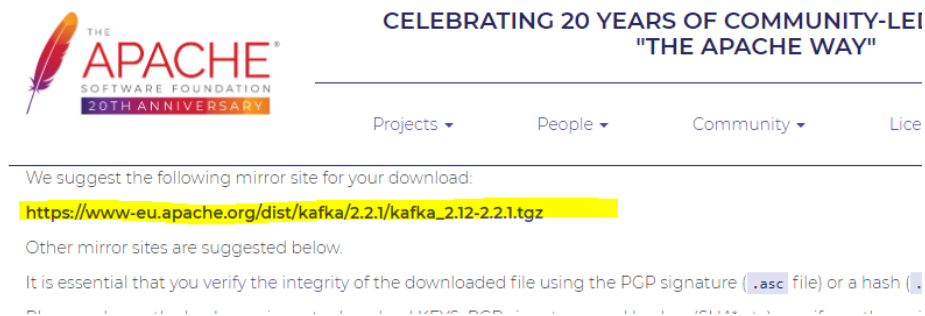 THE
APACHE®
SOFTWARE FOUNDATION
20TH ANNIVERSARY
CELEBRATING 20 YEARS OF COMMUNITY-LED
"THE APACHE WAY"
Projects
People
Community
Lice
We suggest the following mirror site for your download:
https://www-eu.apache.org/dist/kafka/2.2.1/kafka_2.12-2.2.1.tgz
Other mirror sites are suggested below.
It is essential that you verify the integrity of the downloaded file using the PGP signature ( .asc file) or a hash ( .